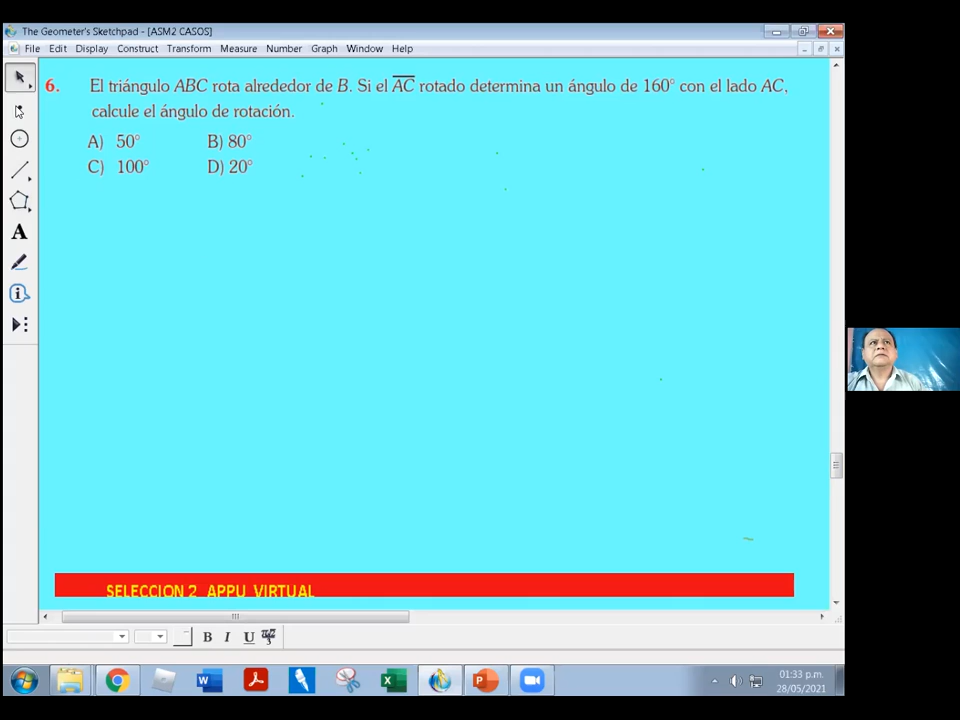 The Geometer's Sketchpad - [ASM2 CASOS]
File Edit Display Construct Transform Measure Number Graph Window Help
6. El triángulo ABC rota alrededor de B. Si el AC rotado determina un ángulo de 160° con el lado AC,
calcule el ángulo de rotación.
A) 50° B) 80°
C) 100° D) 20°
SELECCION 2 APPU VIRTUAL
B I U
01:33 p.m.
28/05/2021